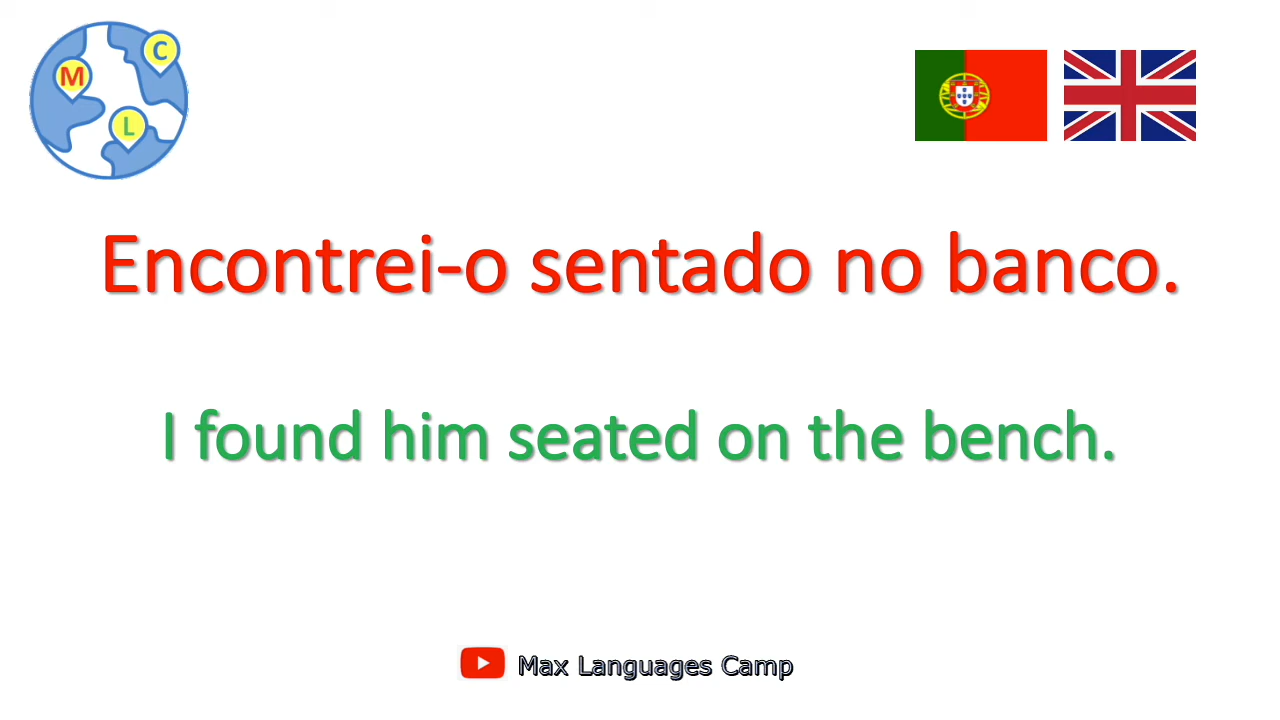 C
M
L
Encontrei-o sentado no banco.
I found him seated on the bench.
Max Languages Camp